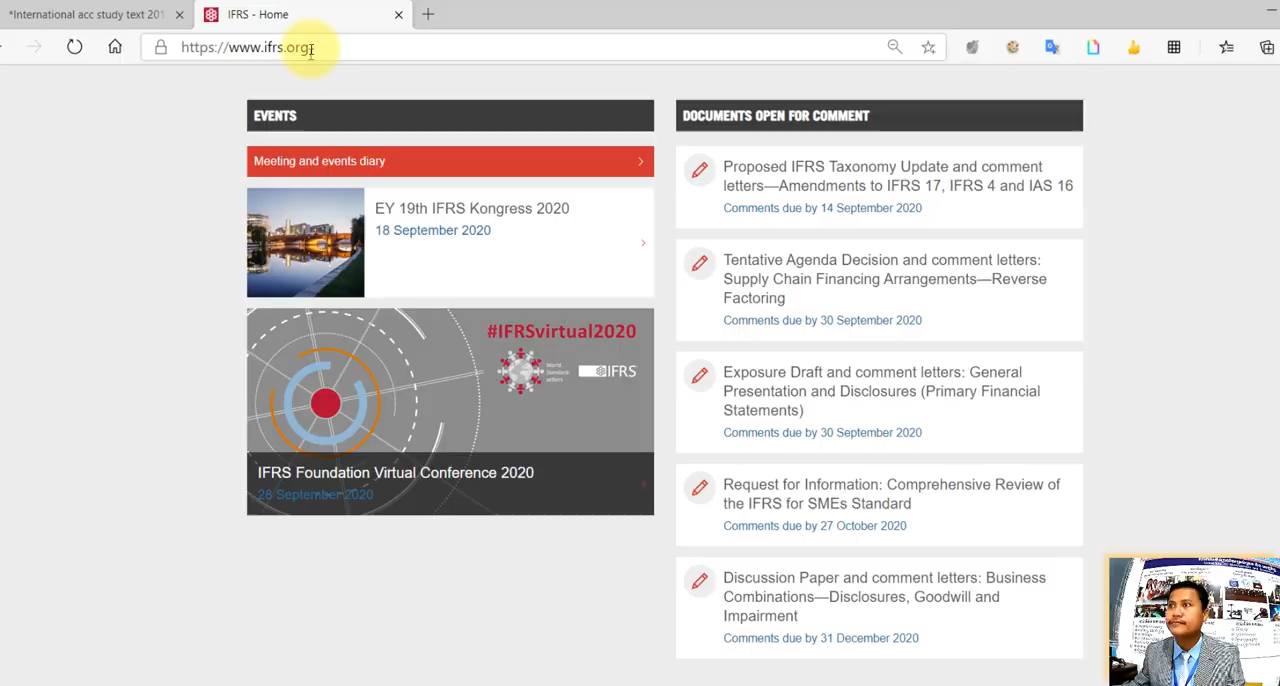 *International acc study text 201
IFRS - Home
https://www.ifrs.org
EVENTS
Meeting and events diary
EY 19th IFRS Kongress 2020
18 September 2020
#IFRSvirtual2020
World
Standard
setters
IFRS
IFRS Foundation Virtual Conference 2020
28 September 2020
DOCUMENTS OPEN FOR COMMENT
Proposed IFRS Taxonomy Update and comment
letters—Amendments to IFRS 17, IFRS 4 and IAS 16
Comments due by 14 September 2020
Tentative Agenda Decision and comment letters:
Supply Chain Financing Arrangements—Reverse
Factoring
Comments due by 30 September 2020
Exposure Draft and comment letters: General
Presentation and Disclosures (Primary Financial
Statements)
Comments due by 30 September 2020
Request for Information: Comprehensive Review of
the IFRS for SMEs Standard
Comments due by 27 October 2020
Discussion Paper and comment letters: Business
Combinations—Disclosures, Goodwill and
Impairment
Comments due by 31 December 2020